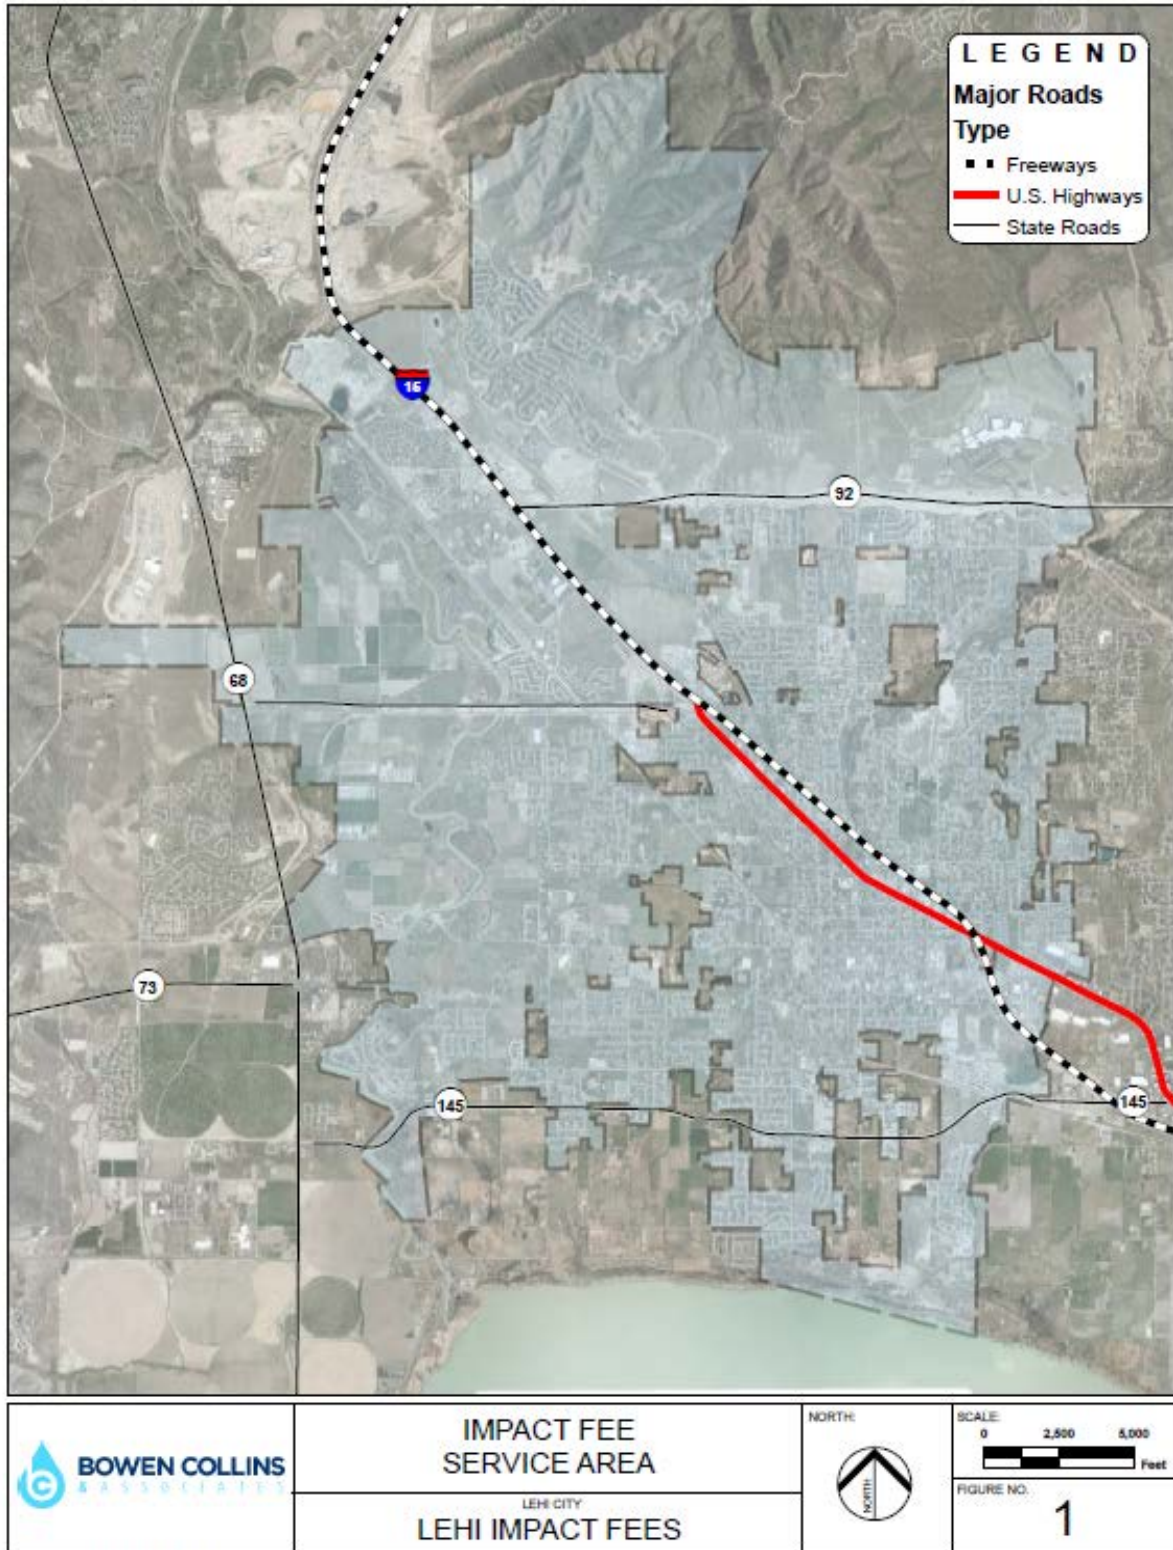 LEGEND
Major Roads
Type
Freeways
U.S. Highways
State Roads
15
92
68
73
145
145
BOWEN COLLINS
& ASSOCIATES
IMPACT FEE
SERVICE AREA
LEHI CITY
LEHI IMPACT FEES
NORTH:
NORTH
SCALE:
0 2,500 5,000
Feet
FIGURE NO.
1